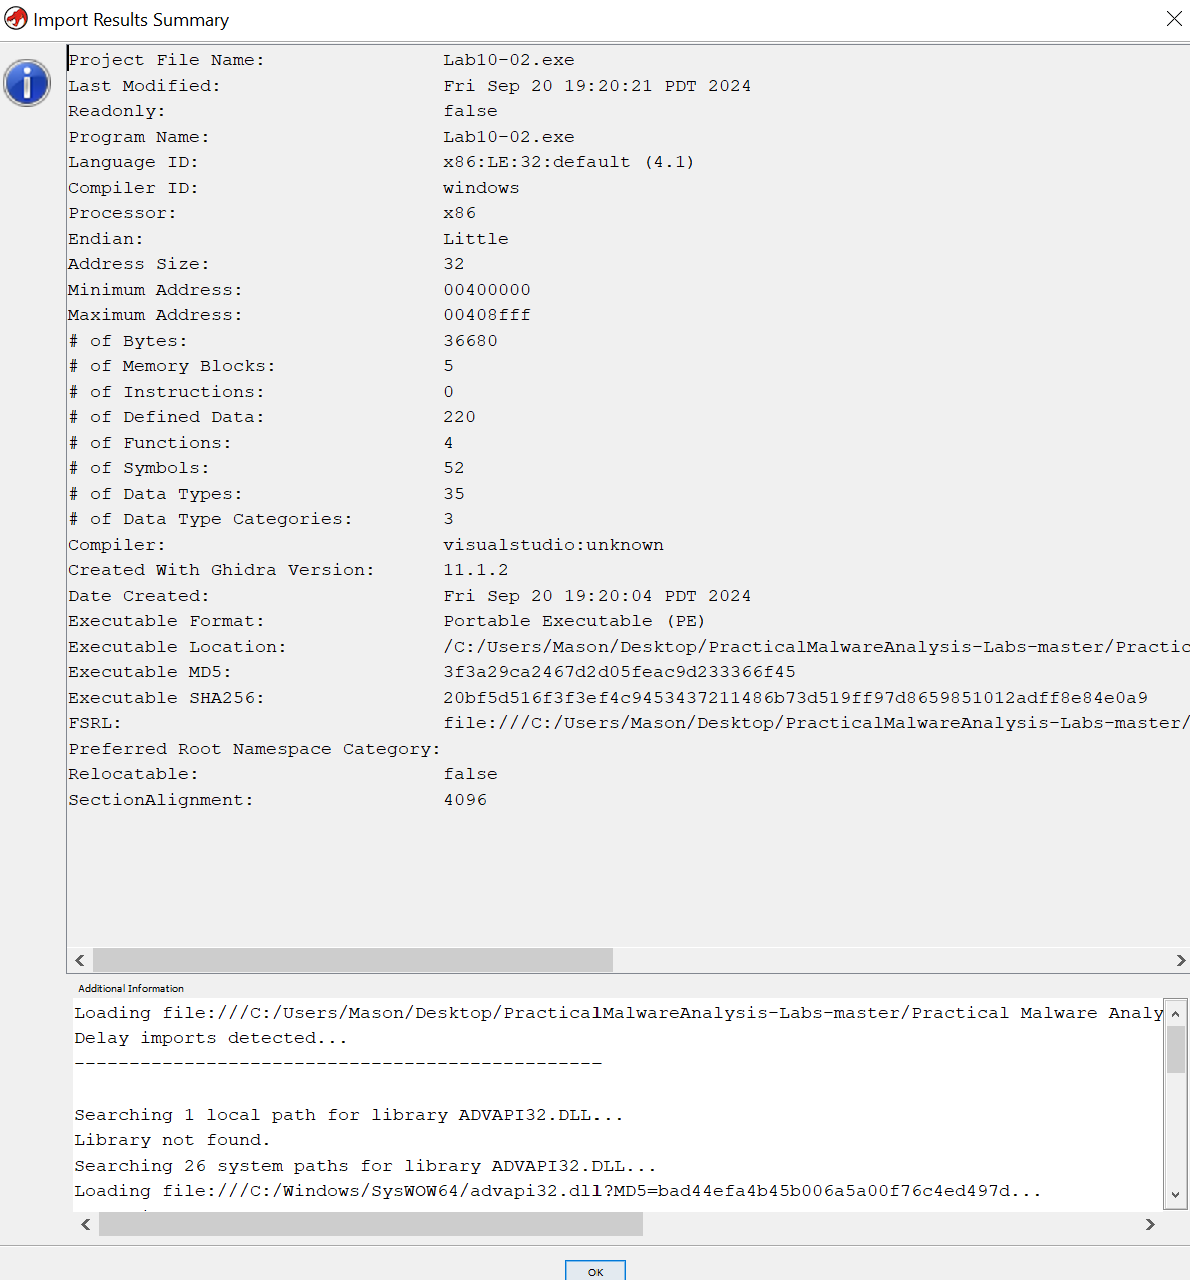 Import Results Summary
Project File Name: Lab10-02.exe
Last Modified: Fri Sep 20 19:20:21 PDT 2024
Readonly: false
Program Name: Lab10-02.exe
Language ID: x86:LE:32:default (4.1)
Compiler ID: windows
Processor: x86
Endian: Little
Address Size: 32
Minimum Address: 00400000
Maximum Address: 00408fff
# of Bytes: 36680
# of Memory Blocks: 5
# of Instructions: 0
# of Defined Data: 220
# of Functions: 4
# of Symbols: 52
# of Data Types: 35
# of Data Type Categories: 3
Compiler: visualstudio:unknown
Created With Ghidra Version: 11.1.2
Date Created: Fri Sep 20 19:20:04 PDT 2024
Executable Format: Portable Executable (PE)
Executable Location: /C:/Users/Mason/Desktop/PracticalMalwareAnalysis-Labs-master/Practic
Executable MD5: 3f3a29ca2467d2d05feac9d233366f45
Executable SHA256: 20bf5d516f3f3ef4c9453437211486b73d519ff97d8659851012adff8e84e0a9
FSRL: file:///C:/Users/Mason/Desktop/PracticalMalwareAnalysis-Labs-master/
Preferred Root Namespace Category:
Relocatable: false
SectionAlignment: 4096
Additional Information
Loading file:///C:/Users/Mason/Desktop/PracticalMalwareAnalysis-Labs-master/Practical Malware Analy
Delay imports detected...
------------------------------------------------
Searching 1 local path for library ADVAPI32.DLL...
Library not found.
Searching 26 system paths for library ADVAPI32.DLL...
Loading file:///C:/Windows/SysWOW64/advapi32.dll?MD5=bad44efa4b45b006a5a00f76c4ed497d...
OK